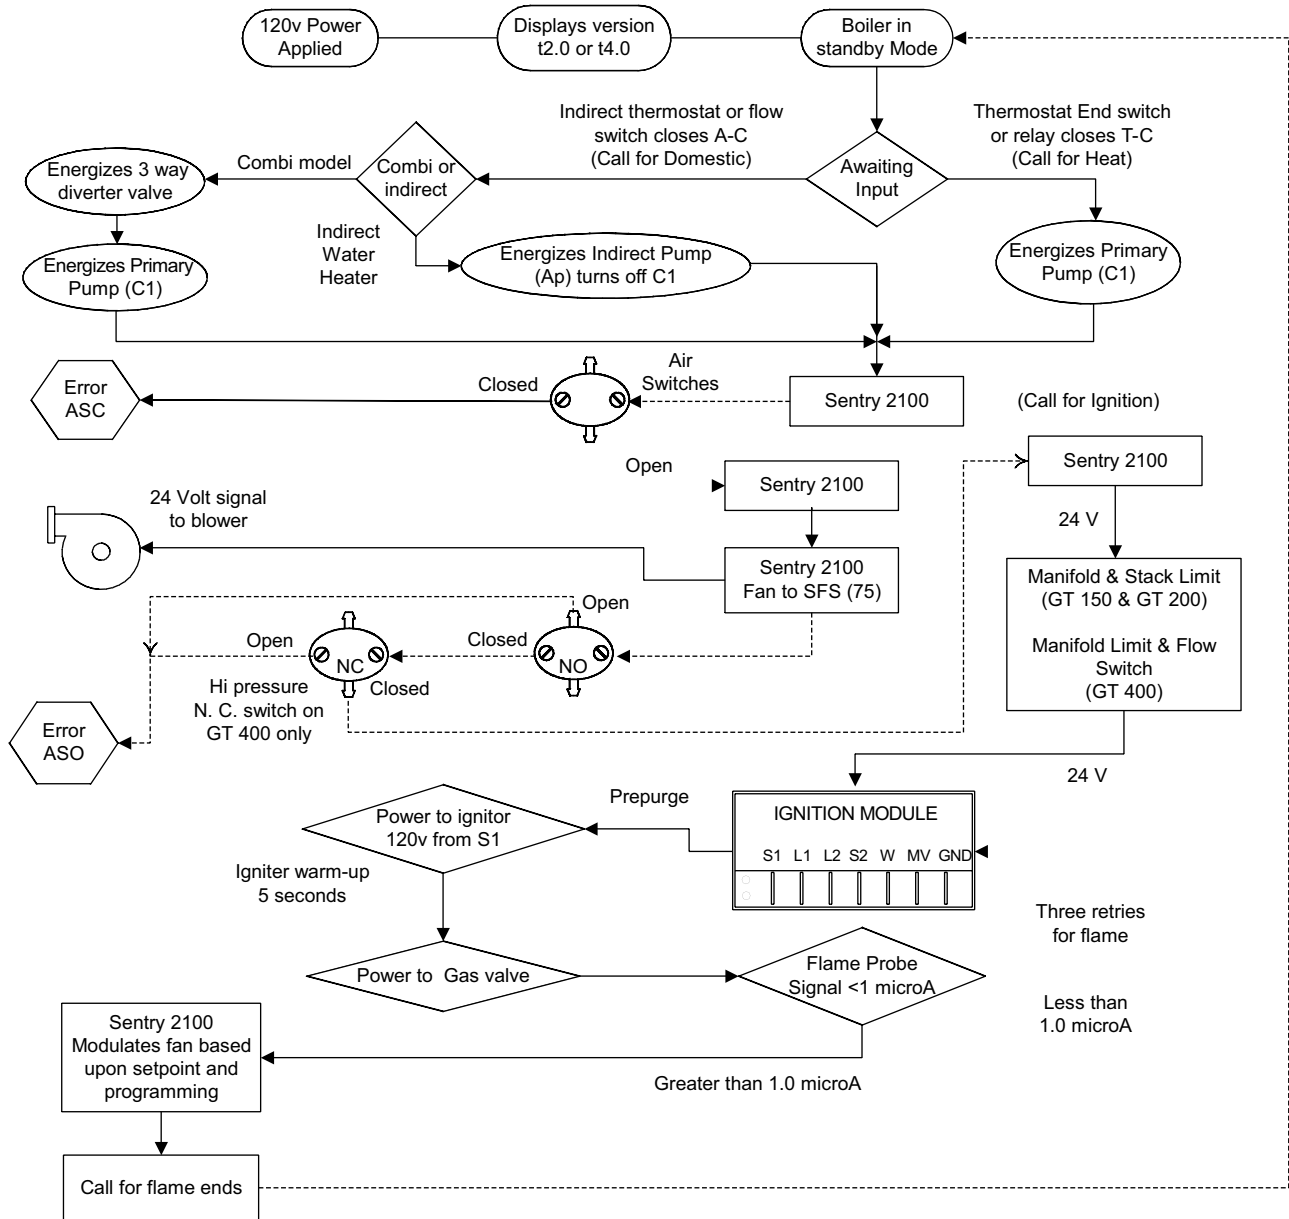 120v Power
Applied
Displays version
t2.0 or t4.0
Boiler in
standby Mode
Indirect thermostat or flow
switch closes A-C
(Call for Domestic)
Thermostat End switch
or relay closes T-C
(Call for Heat)
Energizes 3 way
diverter valve
Combi model
Combi or
indirect
Awaiting
Input
Indirect
Water
Heater
Energizes Primary
Pump (C1)
Energizes Indirect Pump
(Ap) turns off C1
Energizes Primary
Pump (C1)
Error
ASC
Closed
Air
Switches
Sentry 2100
(Call for Ignition)
Open
Sentry 2100
Sentry 2100
24 Volt signal
to blower
24 V
Sentry 2100
Fan to SFS (75)
Manifold & Stack Limit
(GT 150 & GT 200)
Manifold Limit & Flow
Switch
(GT 400)
Open
Open
Closed
NC
NO
Closed
Hi pressure
N. C. switch on
GT 400 only
Error
ASO
24 V
Prepurge
Power to ignitor
120v from S1
IGNITION MODULE
S1 L1 L2 S2 W MV GND
Igniter warm-up
5 seconds
Three retries
for flame
Power to Gas valve
Flame Probe
Signal <1 microA
Less than
1.0 microA
Sentry 2100
Modulates fan based
upon setpoint and
programming
Greater than 1.0 microA
Call for flame ends